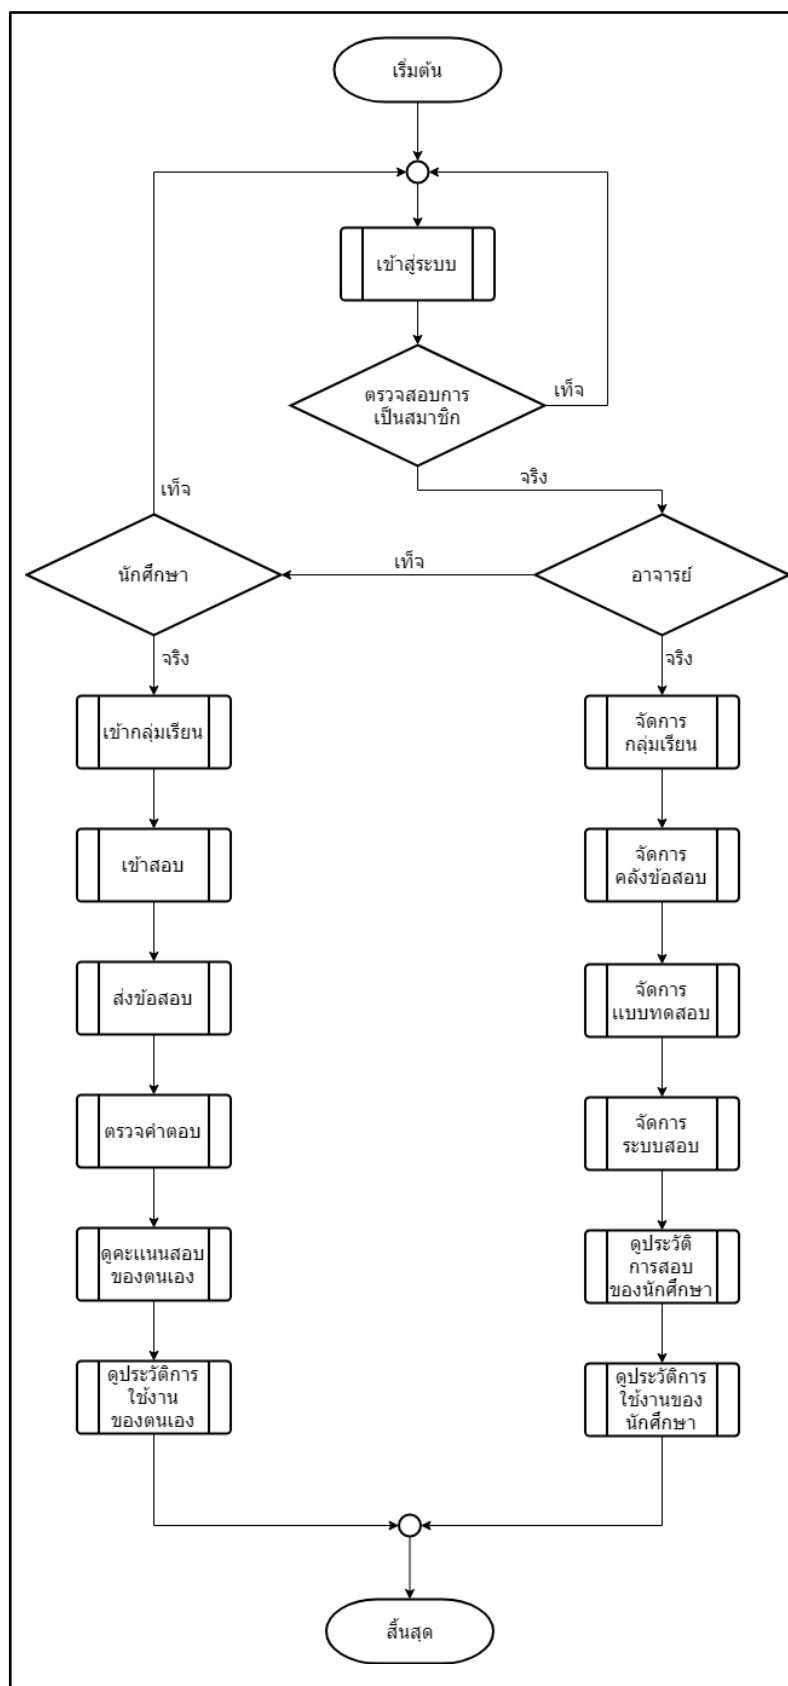 เริ่มต้น
เข้าสู่ระบบ
ตรวจสอบการ
เป็นสมาชิก
เท็จ
จริง
เท็จ
นักศึกษา
เท็จ
อาจารย์
จริง
จริง
เข้ากลุ่มเรียน
จัดการ
กลุ่มเรียน
เข้าสอบ
จัดการ
คลังข้อสอบ
ส่งข้อสอบ
จัดการ
แบบทดสอบ
ตรวจคำตอบ
จัดการ
ระบบสอบ
ดูคะแนนสอบ
ของตนเอง
ดูประวัติ
การสอบ
ของนักศึกษา
ดูประวัติการ
ใช้งาน
ของตนเอง
ดูประวัติการ
ใช้งานของ
นักศึกษา
สิ้นสุด